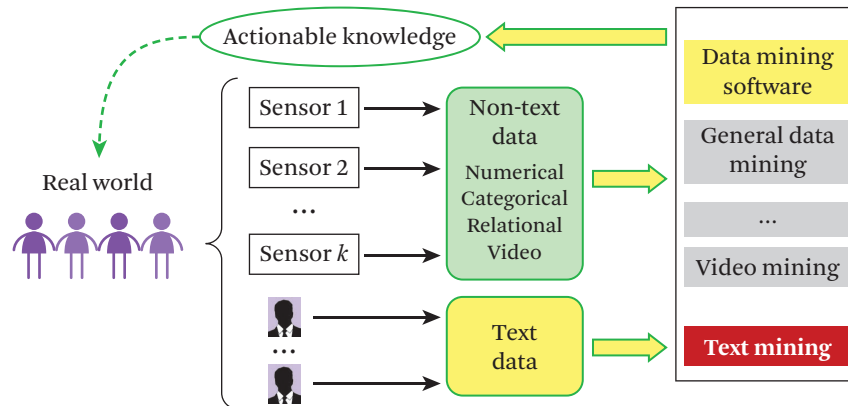 Actionable knowledge
Real world
Sensor 1
Sensor 2
...
Sensor k
...
Non-text
data
Numerical
Categorical
Relational
Video
Text
data
Data mining
software
General data
mining
...
Video mining
Text mining